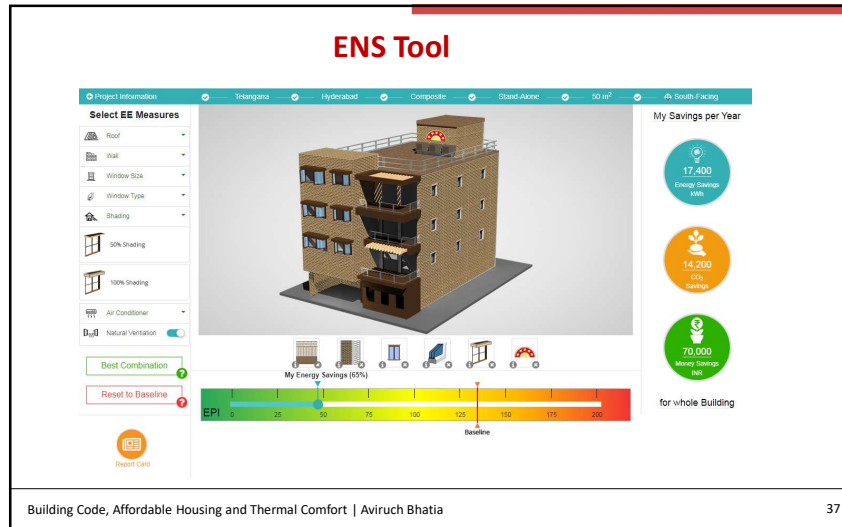 ENS Tool
Project Information Telangana Hyderabad Composite Stand-Alone 50 m² South-Facing
Select EE Measures
Roof
Wall
Window Size
Window Type
Shading
50% Shading
100% Shading
Air Conditioner
Natural Ventilation
Best Combination
?
Reset to Baseline
?
Report Card
My Energy Savings (65%)
EPI 0 25 50 75 100 125 150 175 200
Baseline
My Savings per Year
17,400
Energy Savings
kWh
14,200
CO₂
Savings
70,000
Money Savings
INR
for whole Building
Building Code, Affordable Housing and Thermal Comfort | Aviruch Bhatia 37